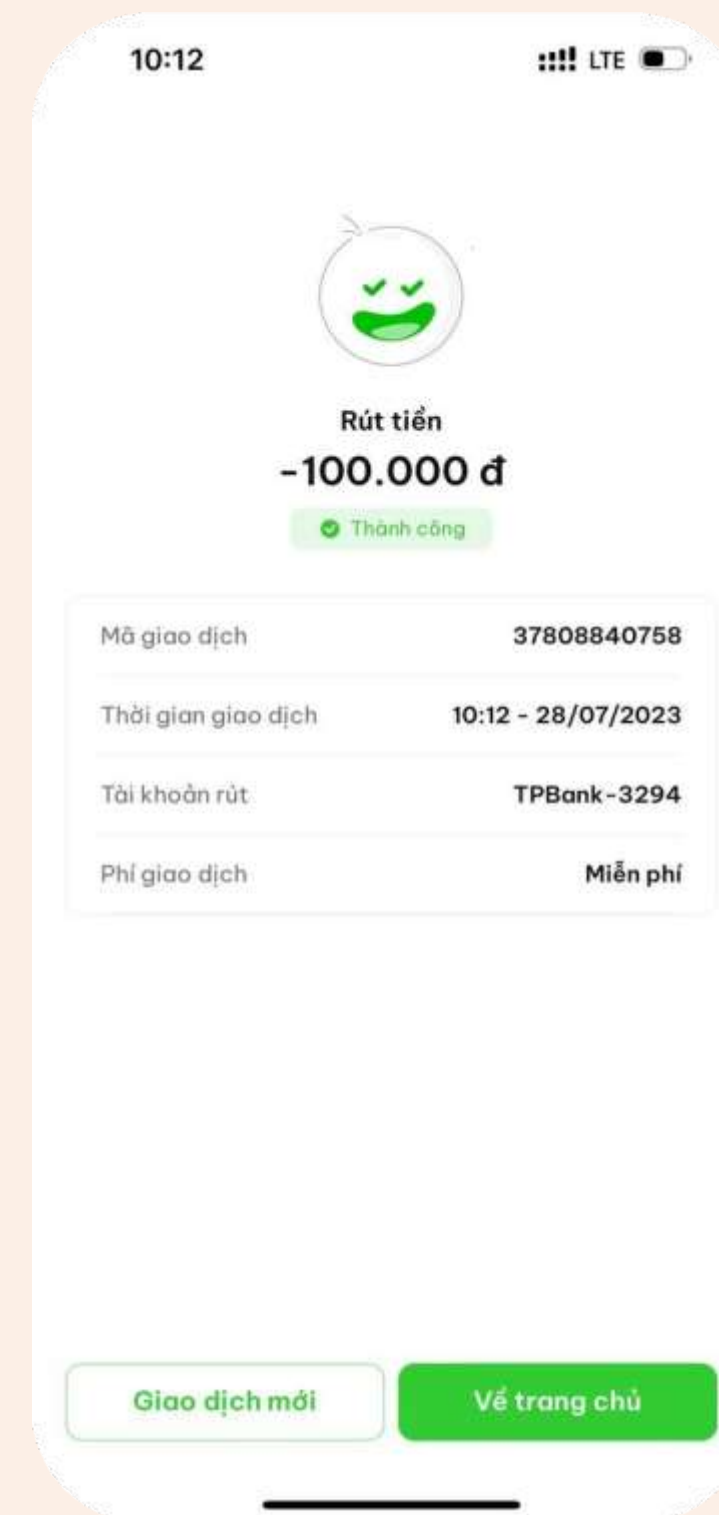 10:12 LTE
Rút tiền
-100.000 đ
Thành công
Mã giao dịch 37808840758
Thời gian giao dịch 10:12 - 28/07/2023
Tài khoản rút TPBank-3294
Phí giao dịch Miễn phí
Giao dịch mới Về trang chủ